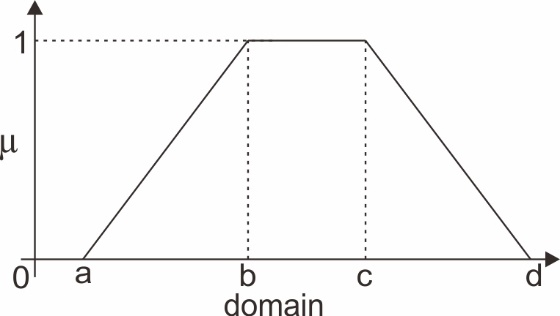 1
μ
0 a b c d
domain